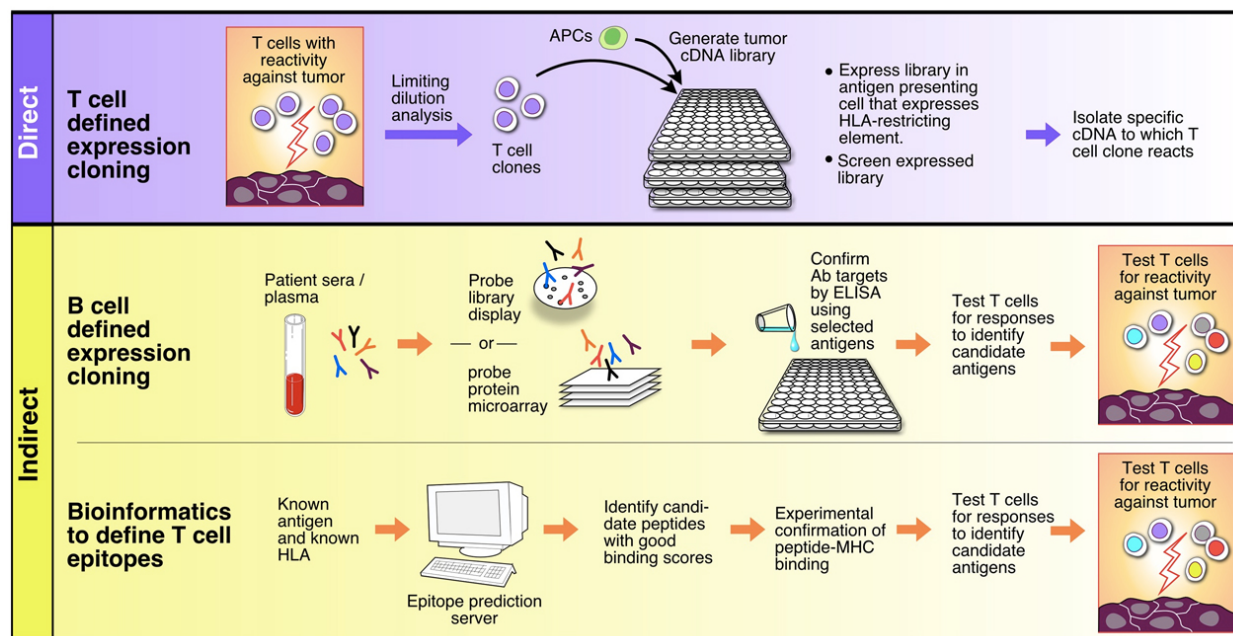 Direct
T cell
defined
expression
cloning
T cells with
reactivity
against tumor
Limiting
dilution
analysis
T cell
clones
APCs
Generate tumor
cDNA library
• Express library in
antigen presenting
cell that expresses
HLA-restricting
element.
• Screen expressed
library
Isolate specific
cDNA to which T
cell clone reacts
Indirect
B cell
defined
expression
cloning
Patient sera /
plasma
Probe
library
display
— or —
probe
protein
microarray
Confirm
Ab targets
by ELISA
using
selected
antigens
Test T cells
for responses
to identify
candidate
antigens
Test T cells
for reactivity
against tumor
Bioinformatics
to define T cell
epitopes
Known
antigen
and known
HLA
Epitope prediction
server
Identify candi-
date peptides
with good
binding scores
Experimental
confirmation of
peptide-MHC
binding
Test T cells
for responses
to identify
candidate
antigens
Test T cells
for reactivity
against tumor